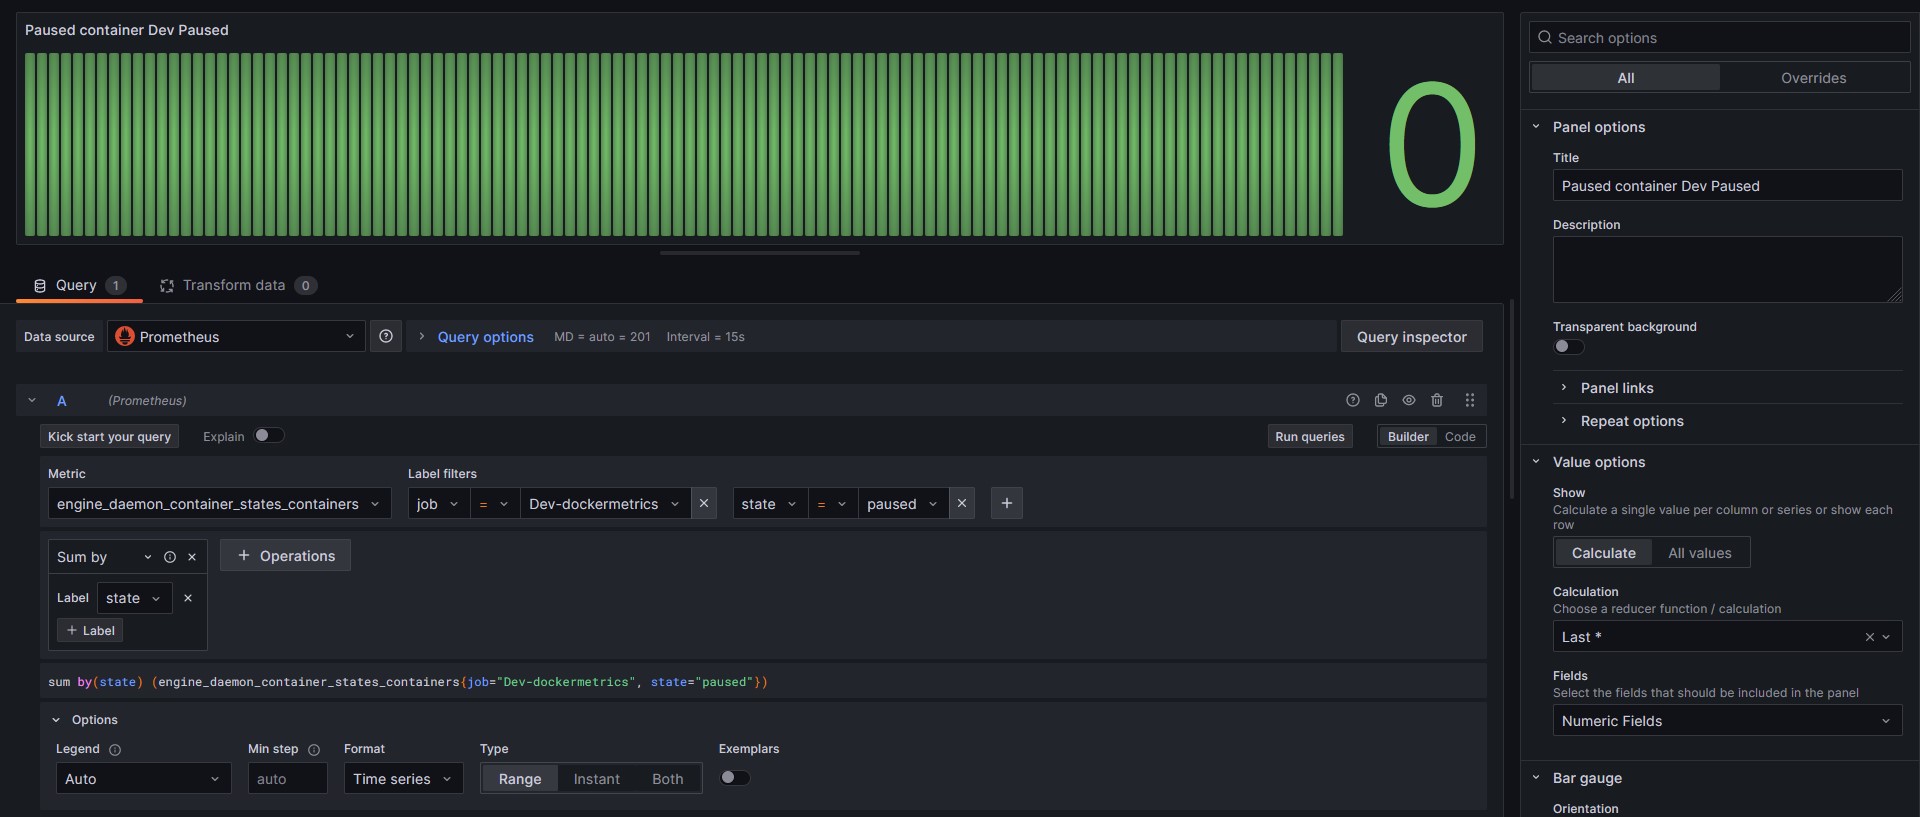 Paused container Dev Paused
0
Query 1
Transform data 0
Data source
Prometheus
Query options
MD = auto = 201
Interval = 15s
Query inspector
A
(Prometheus)
Kick start your query
Explain
Run queries
Builder
Code
Metric
Label filters
engine_daemon_container_states_containers
job
=
Dev-dockermetrics
state
=
paused
+
Sum by
+ Operations
Label state
+ Label
sum by(state) (engine_daemon_container_states_containers{job="Dev-dockermetrics", state="paused"})
Options
Legend
Min step
Format
Type
Exemplars
Auto
auto
Time series
Range
Instant
Both
Search options
All
Overrides
Panel options
Title
Paused container Dev Paused
Description
Transparent background
Panel links
Repeat options
Value options
Show
Calculate a single value per column or series or show each
row
Calculate
All values
Calculation
Choose a reducer function / calculation
Last *
Fields
Select the fields that should be included in the panel
Numeric Fields
Bar gauge
Orientation